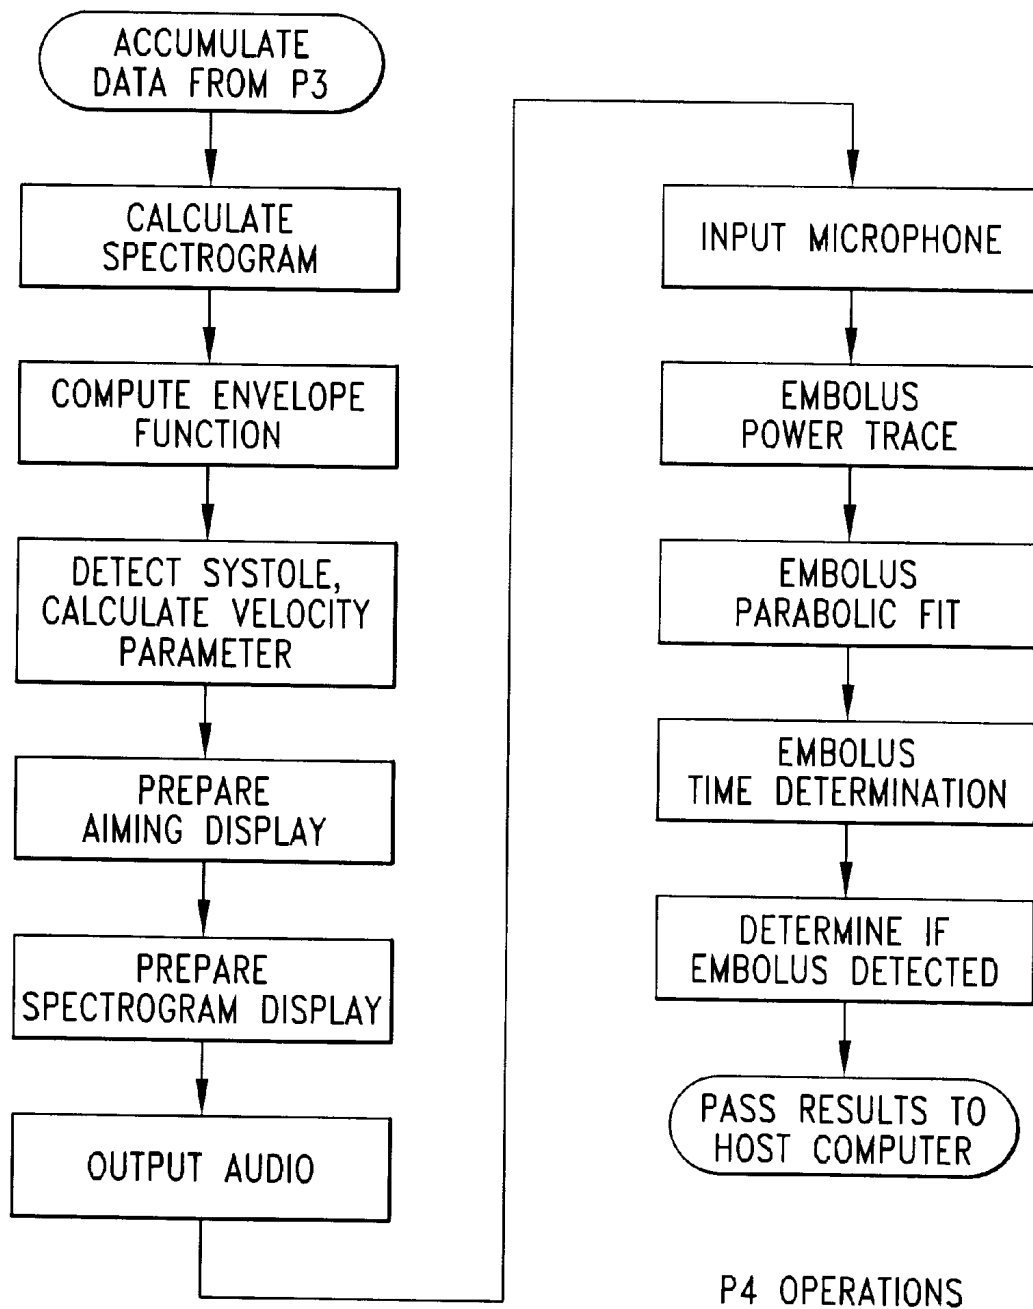 ACCUMULATE
DATA FROM P3
CALCULATE
SPECTROGRAM
COMPUTE ENVELOPE
FUNCTION
DETECT SYSTOLE,
CALCULATE VELOCITY
PARAMETER
PREPARE
AIMING DISPLAY
PREPARE
SPECTROGRAM DISPLAY
OUTPUT AUDIO
INPUT MICROPHONE
EMBOLUS
POWER TRACE
EMBOLUS
PARABOLIC FIT
EMBOLUS
TIME DETERMINATION
DETERMINE IF
EMBOLUS DETECTED
PASS RESULTS TO
HOST COMPUTER
P4 OPERATIONS